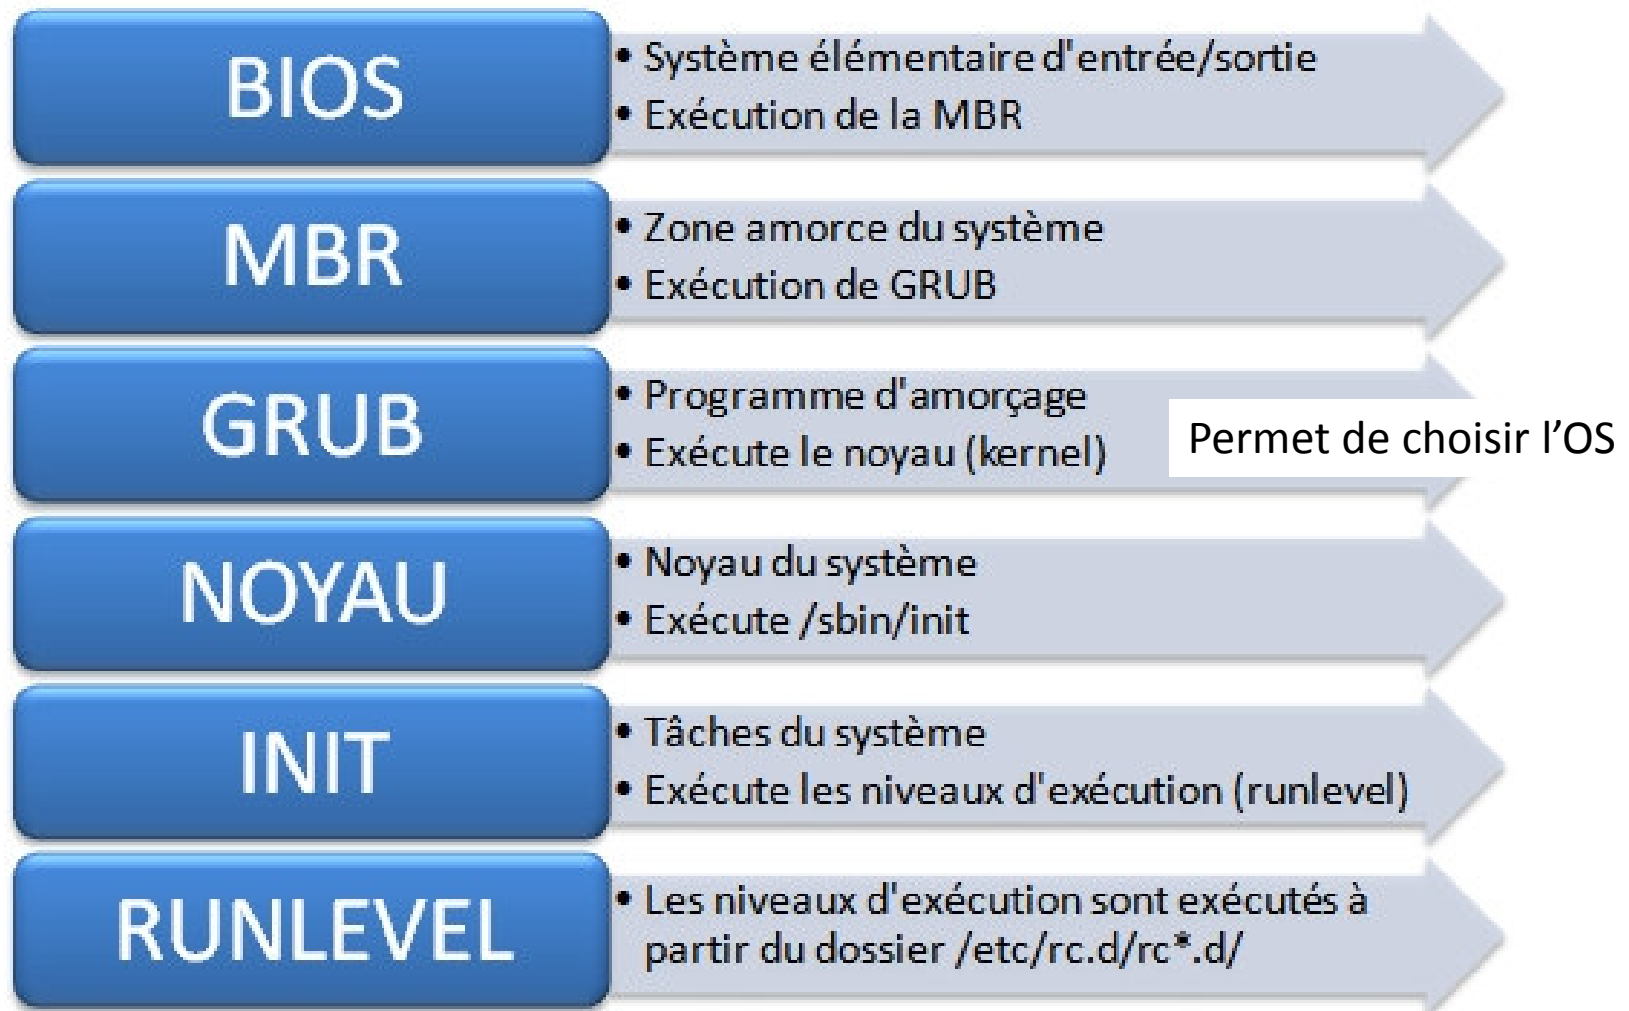 BIOS
• Système élémentaire d'entrée/sortie
• Exécution de la MBR
MBR
• Zone amorce du système
• Exécution de GRUB
GRUB
• Programme d'amorçage
• Exécute le noyau (kernel)
Permet de choisir l’OS
NOYAU
• Noyau du système
• Exécute /sbin/init
INIT
• Tâches du système
• Exécute les niveaux d'exécution (runlevel)
RUNLEVEL
• Les niveaux d'exécution sont exécutés à
partir du dossier /etc/rc.d/rc*.d/